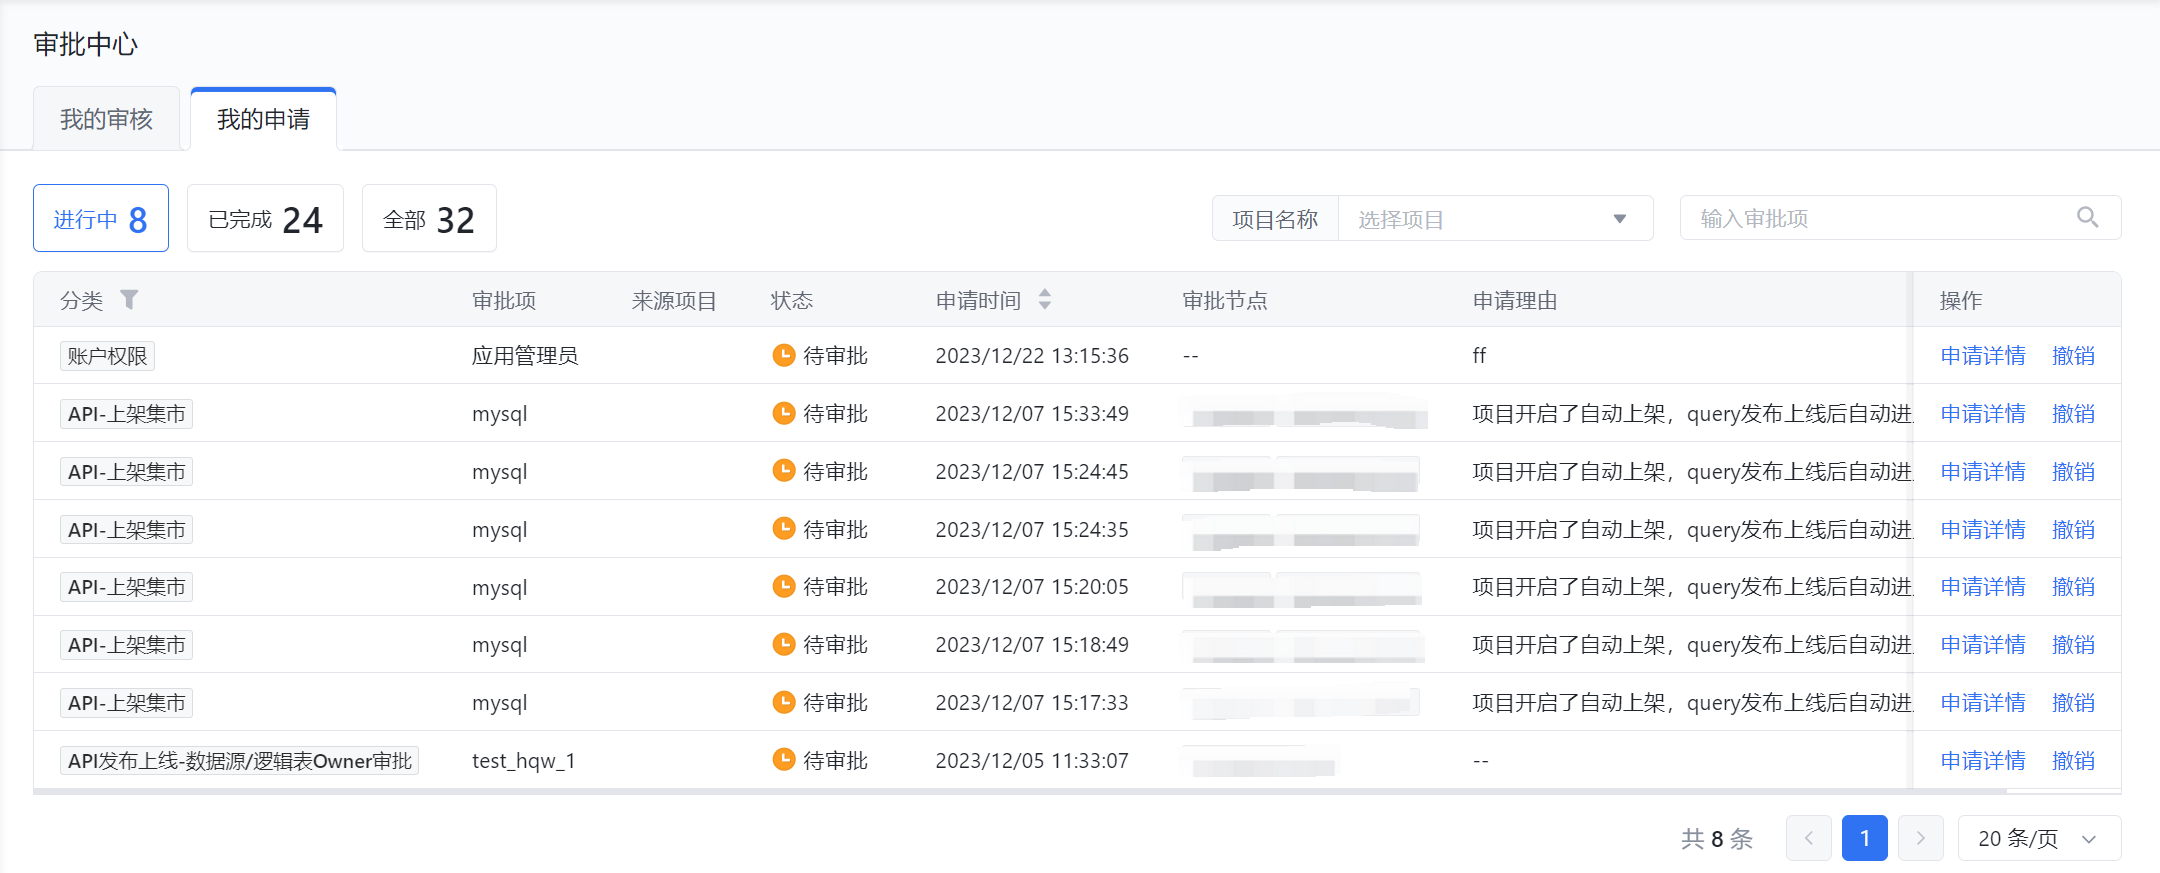 审批中心
我的审核 我的申请
进行中 8 已完成 24 全部 32 项目名称 选择项目 输入审批项
分类 审批项 来源项目 状态 申请时间 审批节点 申请理由 操作
账户权限 应用管理员 待审批 2023/12/22 13:15:36 -- ff 申请详情 撤销
API-上架集市 mysql 待审批 2023/12/07 15:33:49 项目开启了自动上架，query发布上线后自动进 申请详情 撤销
API-上架集市 mysql 待审批 2023/12/07 15:24:45 项目开启了自动上架，query发布上线后自动进 申请详情 撤销
API-上架集市 mysql 待审批 2023/12/07 15:24:35 项目开启了自动上架，query发布上线后自动进 申请详情 撤销
API-上架集市 mysql 待审批 2023/12/07 15:20:05 项目开启了自动上架，query发布上线后自动进 申请详情 撤销
API-上架集市 mysql 待审批 2023/12/07 15:18:49 项目开启了自动上架，query发布上线后自动进 申请详情 撤销
API-上架集市 mysql 待审批 2023/12/07 15:17:33 项目开启了自动上架，query发布上线后自动进 申请详情 撤销
API发布上线-数据源/逻辑表Owner审批 test_hqw_1 待审批 2023/12/05 11:33:07 -- 申请详情 撤销
共 8 条 1 20 条/页